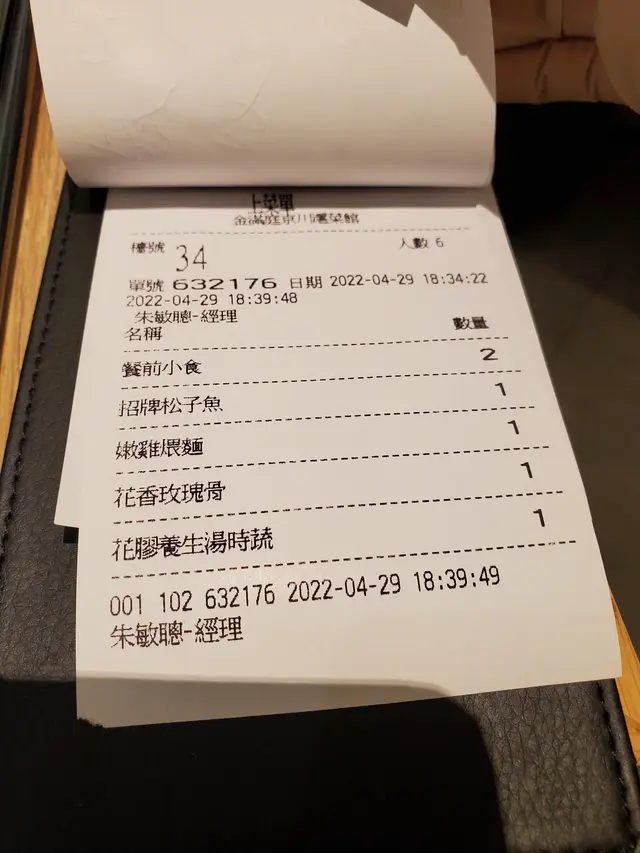 上菜單
金滿庭京川滬菜館
檯號 34 人數 6
單號 632176 日期 2022-04-29 18:34:22
2022-04-29 18:39:48
朱敏聰-經理
名稱 數量
餐前小食 2
招牌松子魚 1
嫩雞煨麵 1
花香玫瑰骨 1
花膠養生湯時蔬 1
001 102 632176 2022-04-29 18:39:49
朱敏聰-經理